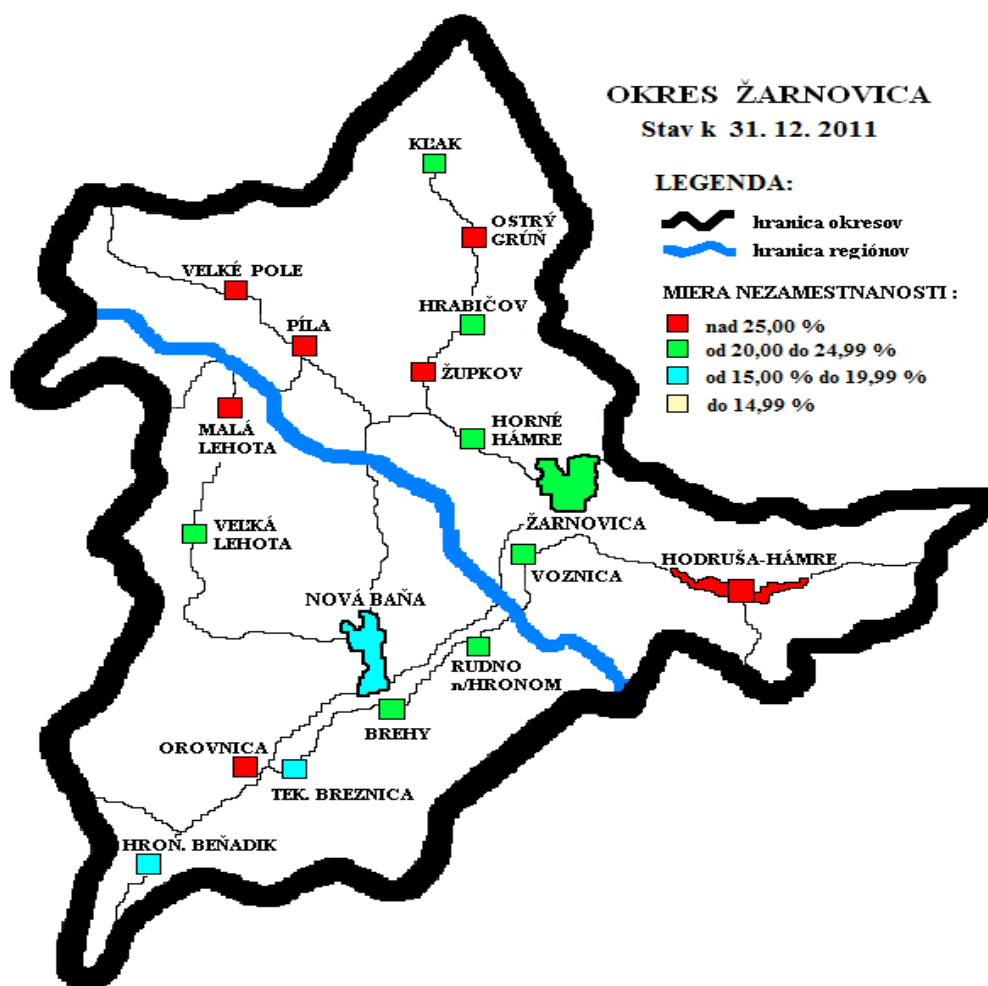 OKRES ŽARNOVICA
Stav k 31. 12. 2011
LEGENDA:
hranica okresov
hranica regiónov
MIERA NEZAMESTNANOSTI :
nad 25,00 %
od 20,00 do 24,99 %
od 15,00 % do 19,99 %
do 14,99 %
KĽAK
OSTRÝ
GRÚŇ
VELKÉ POLE
HRABIČOV
PÍLA
ŽUPKOV
MALÁ
LEHOTA
HORNÉ
HÁMRE
ŽARNOVICA
VEĽKÁ
LEHOTA
VOZNICA
HODRUŠA-HÁMRE
NOVÁ BAŇA
RUDNO
n/HRONOM
BREHY
OROVNICA
TEK. BREZNICA
HRON. BEŇADIK